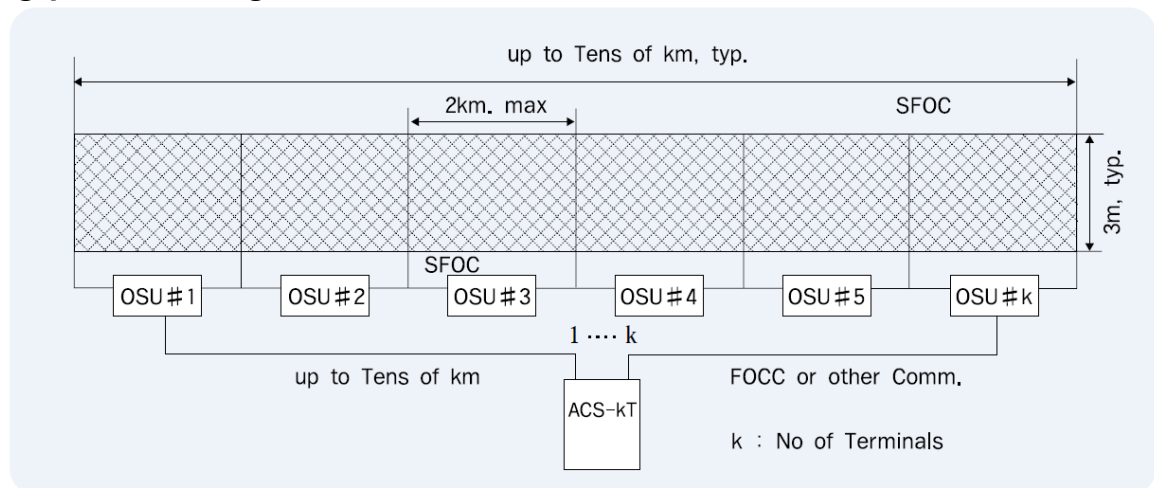 up to Tens of km, typ.
2km. max
SFOC
3m, typ.
SFOC
OSU#1
OSU#2
OSU#3
OSU#4
OSU#5
OSU#k
1 ···· k
up to Tens of km
FOCC or other Comm.
ACS-kT
k : No of Terminals